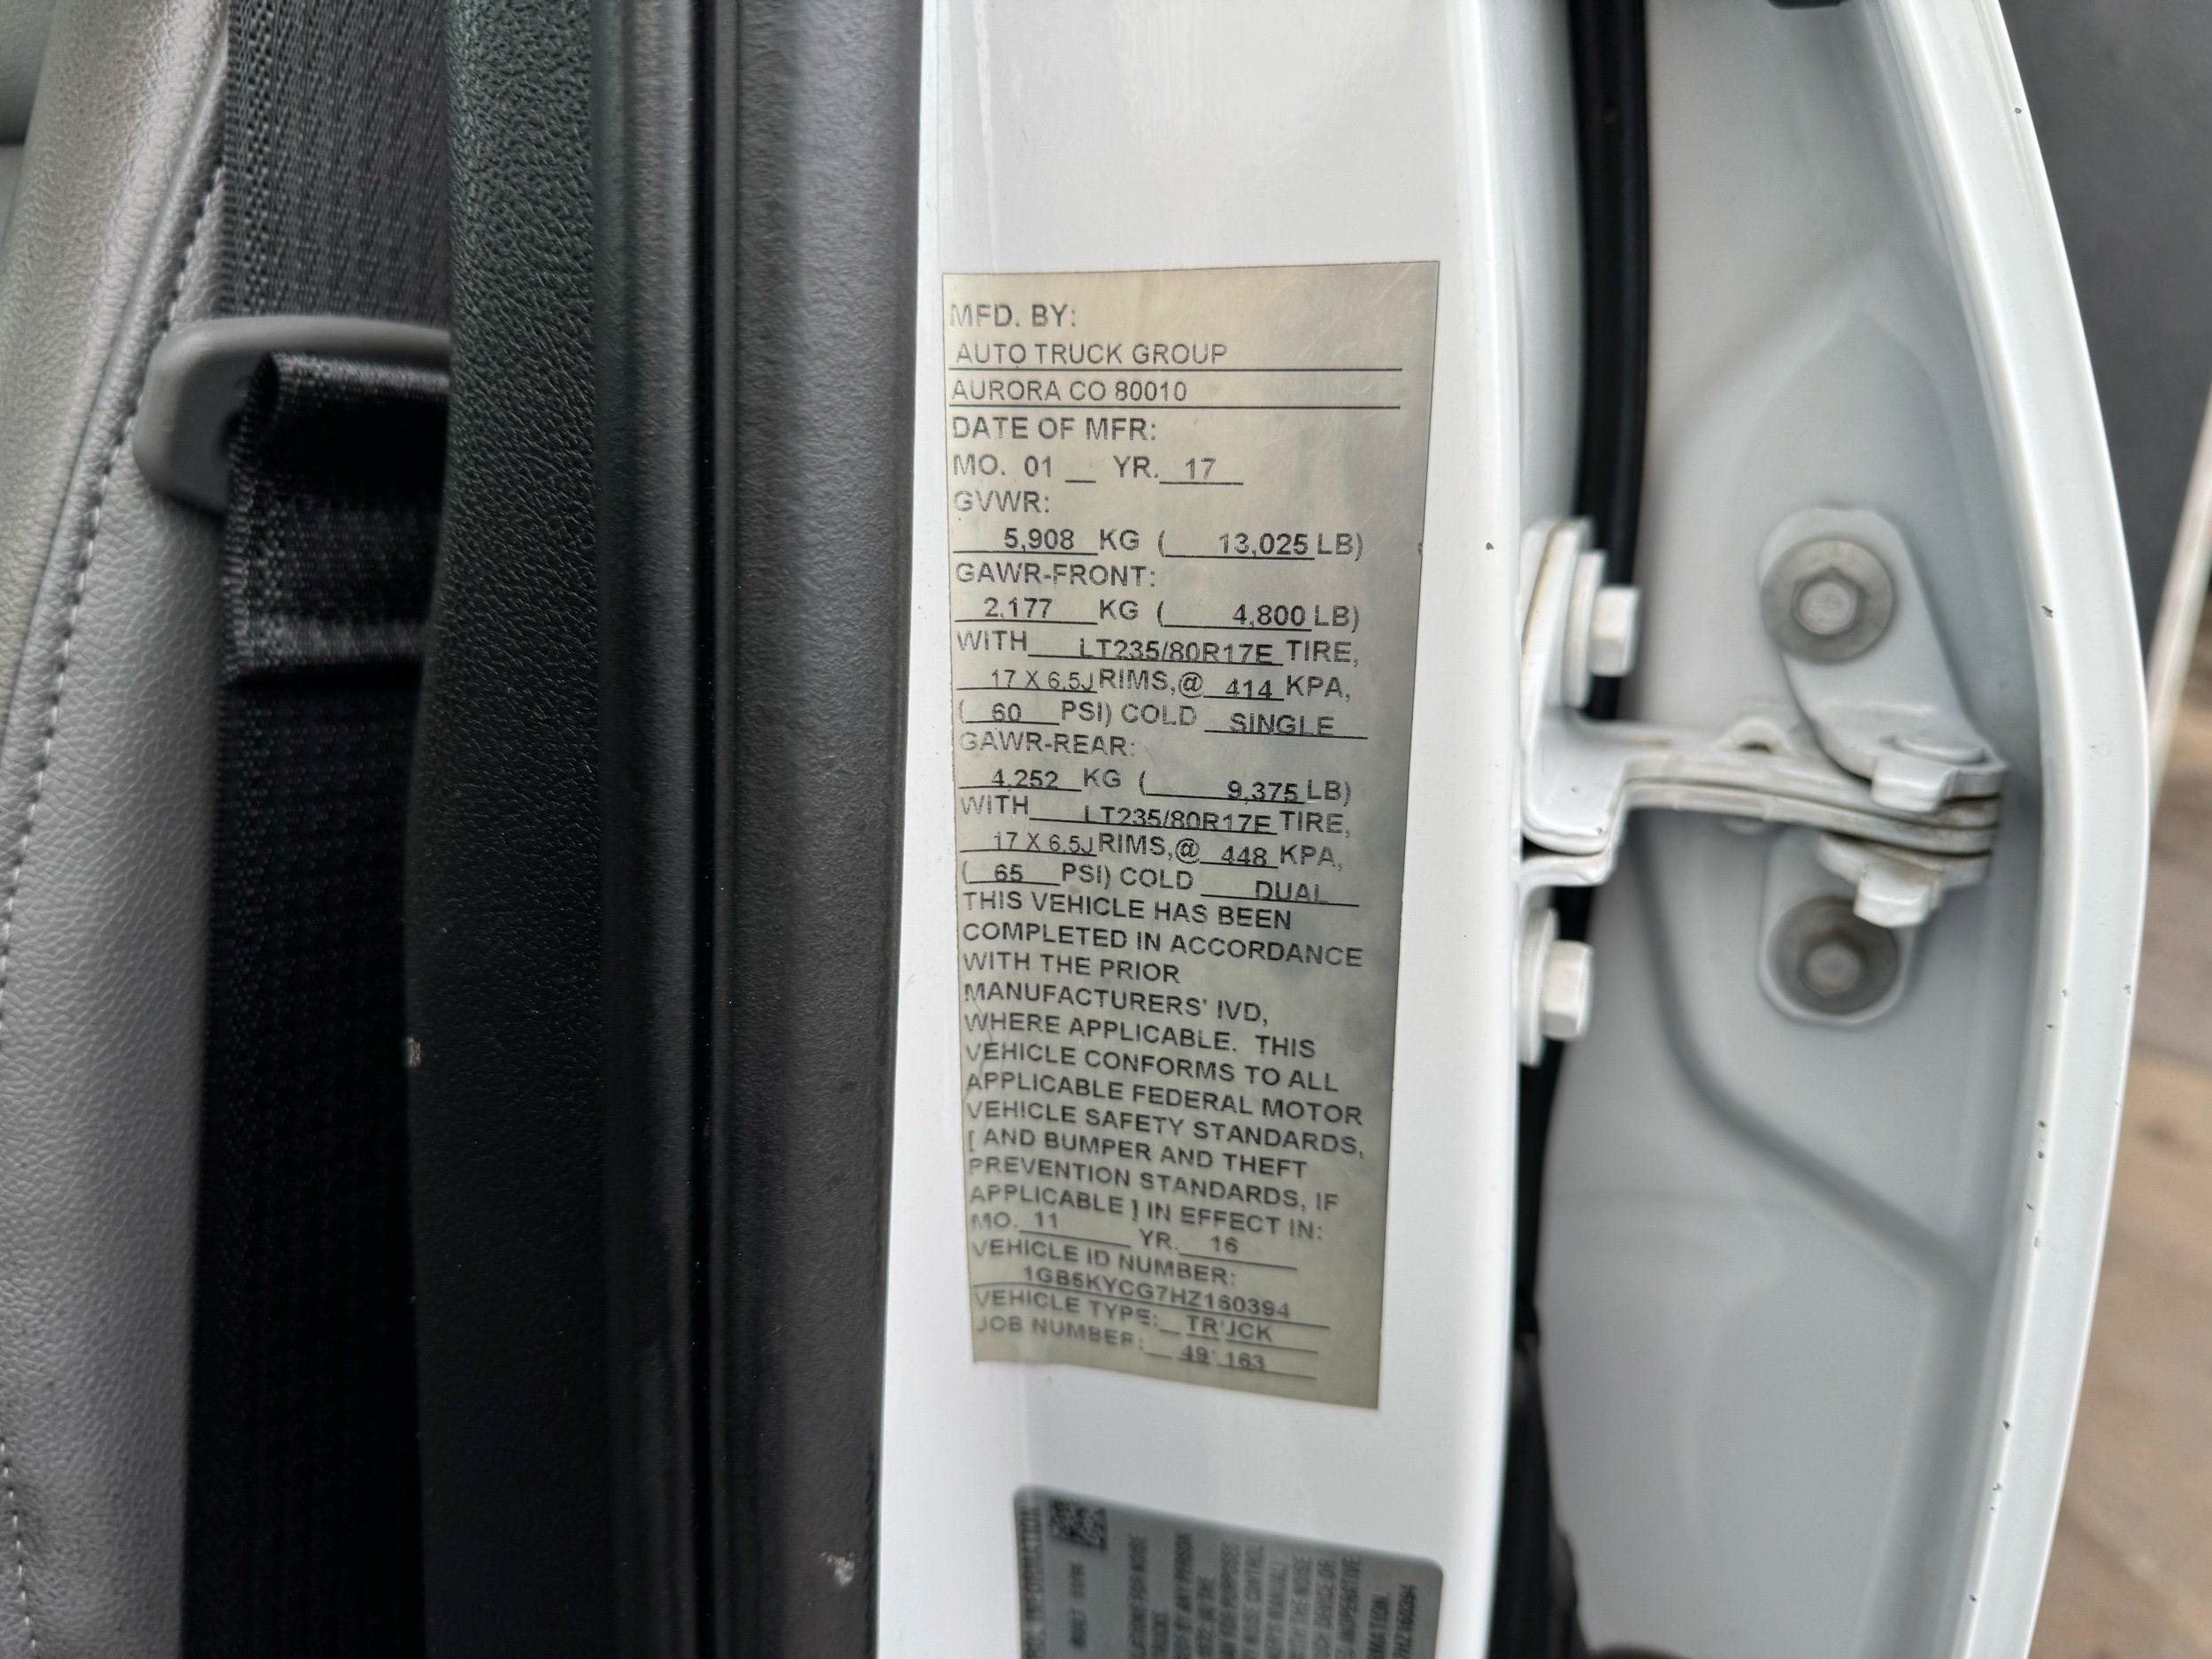 MFD. BY:
AUTO TRUCK GROUP
AURORA CO 80010
DATE OF MFR:
MO. 01 __ YR. 17
GVWR:
5,908 KG ( 13,025 LB)
GAWR-FRONT:
2,177 KG ( 4,800 LB)
WITH LT235/80R17E TIRE,
17 X 6.5J RIMS,@ 414 KPA,
( 60 PSI) COLD SINGLE
GAWR-REAR:
4,252 KG ( 9,375 LB)
WITH LT235/80R17E TIRE,
17 X 6.5J RIMS,@ 448 KPA,
( 65 PSI) COLD DUAL
THIS VEHICLE HAS BEEN
COMPLETED IN ACCORDANCE
WITH THE PRIOR
MANUFACTURERS' IVD,
WHERE APPLICABLE. THIS
VEHICLE CONFORMS TO ALL
APPLICABLE FEDERAL MOTOR
VEHICLE SAFETY STANDARDS,
[ AND BUMPER AND THEFT
PREVENTION STANDARDS, IF
APPLICABLE ] IN EFFECT IN:
MO. 11 YR. 16
VEHICLE ID NUMBER:
1GB5KYCG7HZ160394
VEHICLE TYPE: TRUCK
JOB NUMBER: 163
INFORMATION